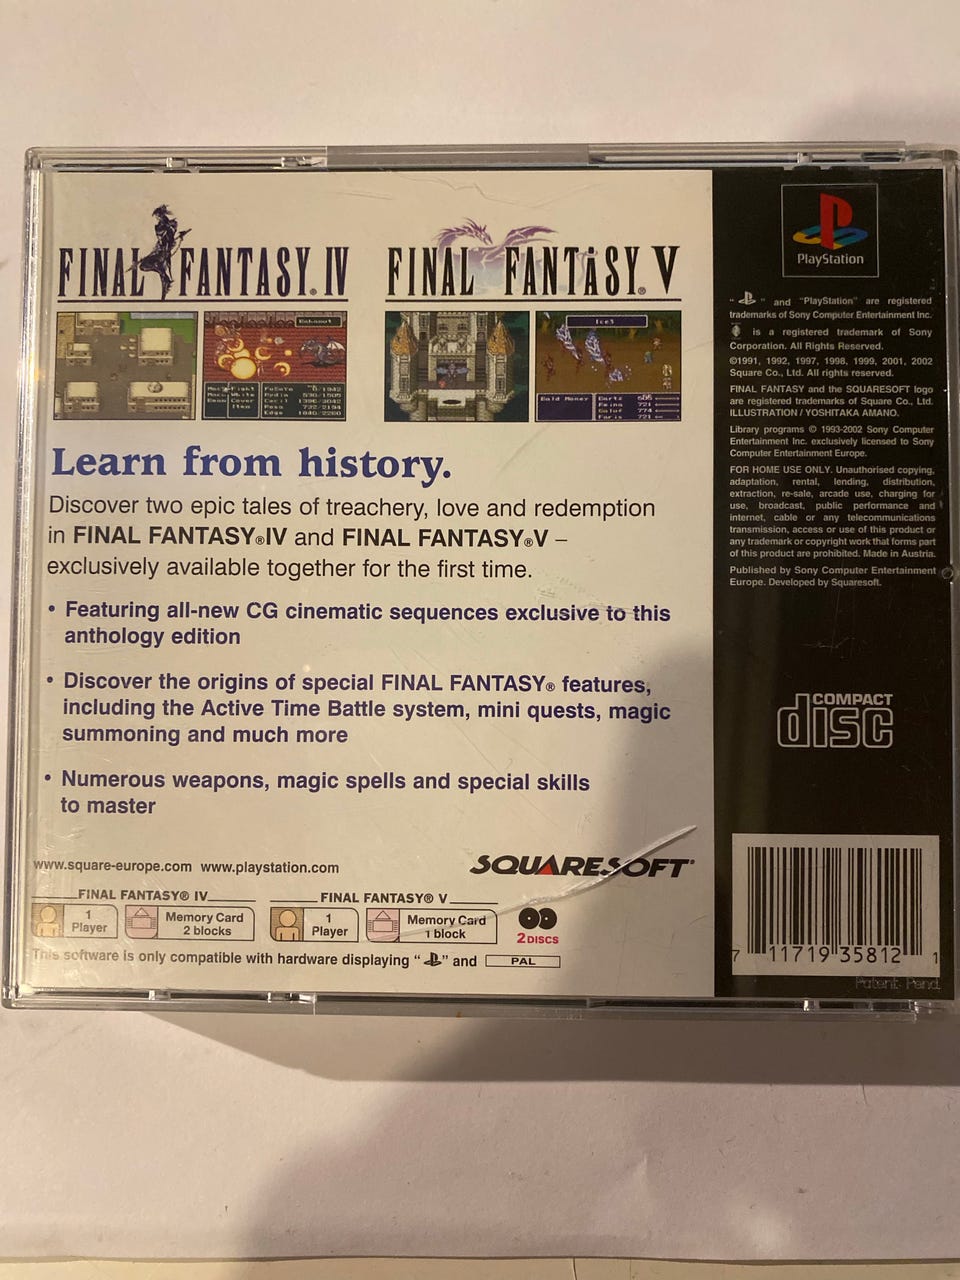 FINAL FANTASY® IV
FINAL FANTASY® V
Bahamut
Ice3
Learn from history.
Discover two epic tales of treachery, love and redemption
in FINAL FANTASY®IV and FINAL FANTASY®V –
exclusively available together for the first time.
• Featuring all-new CG cinematic sequences exclusive to this
anthology edition
• Discover the origins of special FINAL FANTASY® features,
including the Active Time Battle system, mini quests, magic
summoning and much more
• Numerous weapons, magic spells and special skills
to master
www.square-europe.com www.playstation.com
SQUARESOFT®
FINAL FANTASY® IV
1
Player
Memory Card
2 blocks
FINAL FANTASY® V
1
Player
Memory Card
1 block
2 DISCS
This software is only compatible with hardware displaying " " and PAL
PlayStation
" " and "PlayStation" are registered
trademarks of Sony Computer Entertainment Inc.
is a registered trademark of Sony
Corporation. All Rights Reserved.
©1991, 1992, 1997, 1998, 1999, 2001, 2002
Square Co., Ltd. All rights reserved.
FINAL FANTASY and the SQUARESOFT logo
are registered trademarks of Square Co., Ltd.
ILLUSTRATION / YOSHITAKA AMANO.
Library programs © 1993-2002 Sony Computer
Entertainment Inc. exclusively licensed to Sony
Computer Entertainment Europe.
FOR HOME USE ONLY. Unauthorised copying,
adaptation, rental, lending, distribution,
extraction, re-sale, arcade use, charging for
use, broadcast, public performance and
internet, cable or any telecommunications
transmission, access or use of this product or
any trademark or copyright work that forms part
of this product are prohibited. Made in Austria.
Published by Sony Computer Entertainment
Europe. Developed by Squaresoft.
COMPACT
disc
7 11719 35812 1
Patent- Pend.